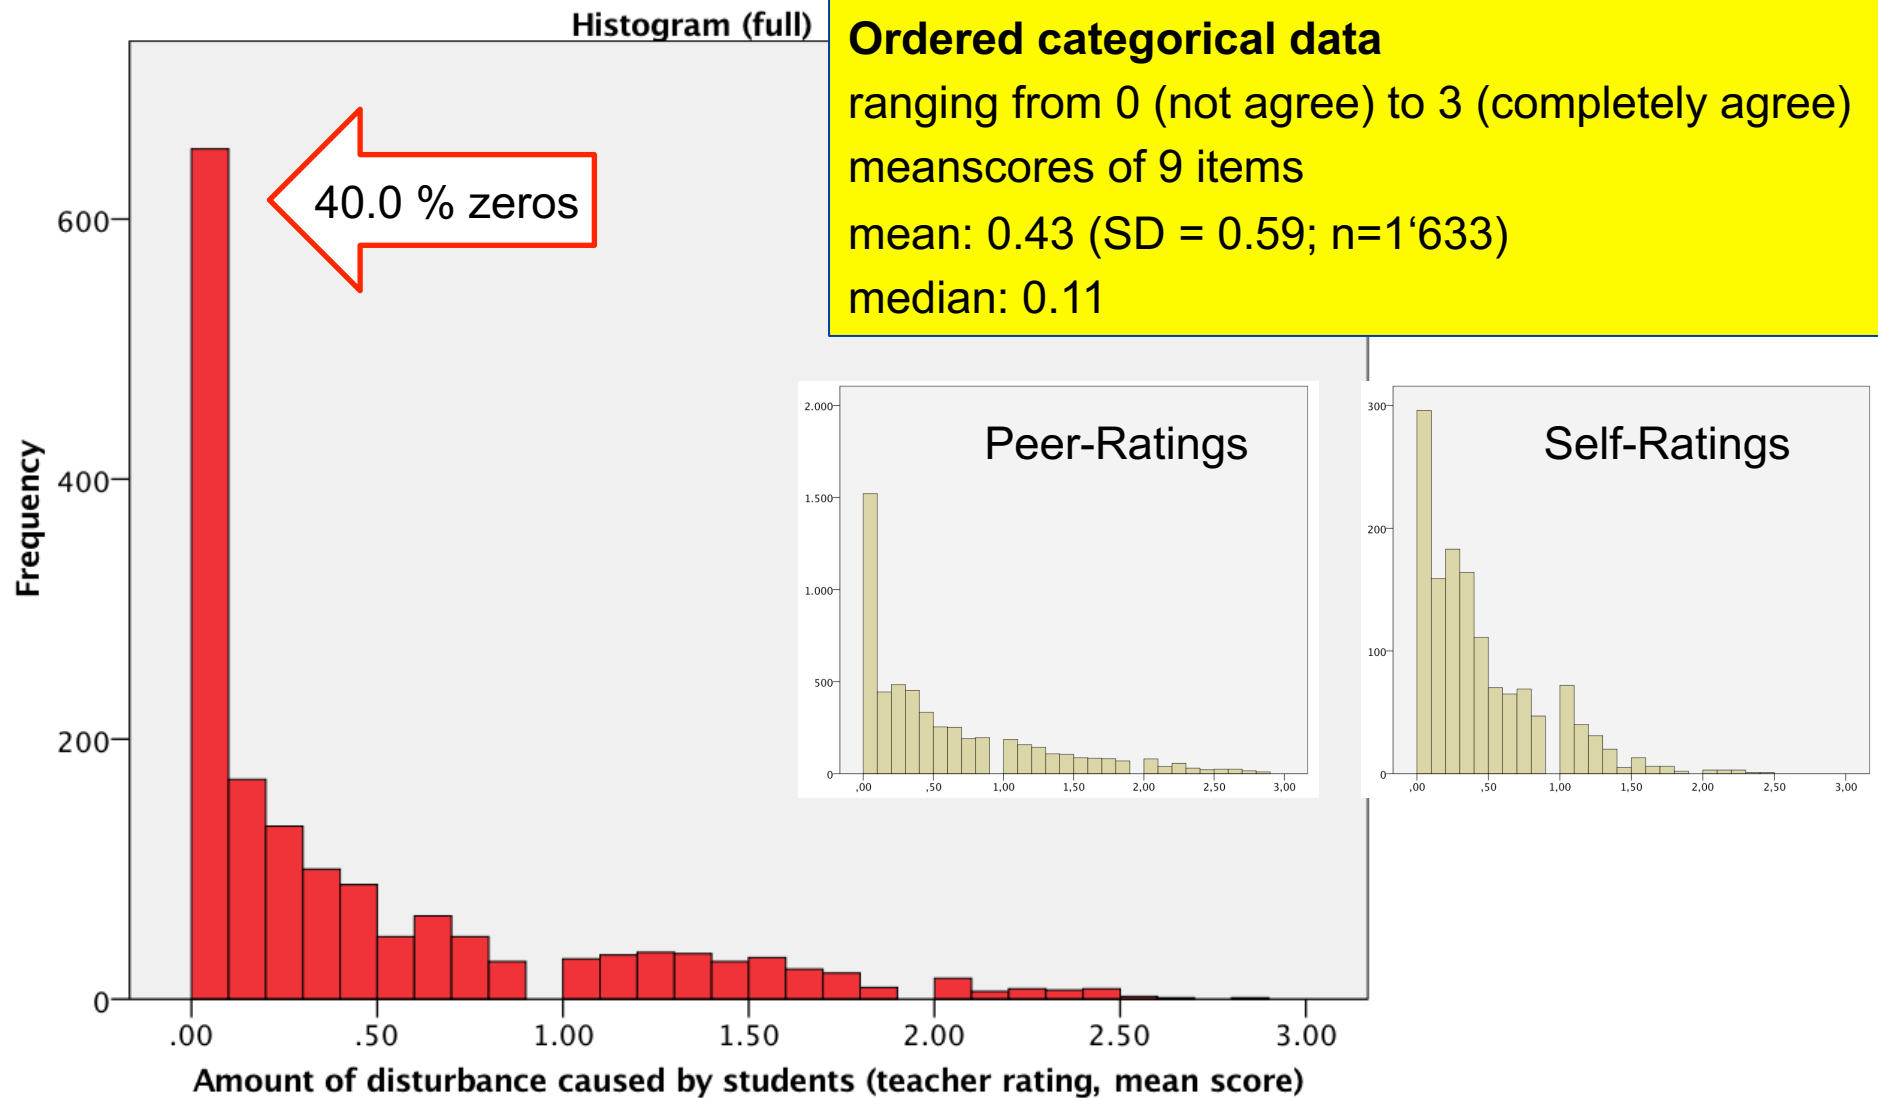 Histogram (full)
Ordered categorical data
ranging from 0 (not agree) to 3 (completely agree)
meanscores of 9 items
mean: 0.43 (SD = 0.59; n=1‘633)
median: 0.11
40.0 % zeros
Frequency
600
400
200
0
.00 .50 1.00 1.50 2.00 2.50 3.00
Amount of disturbance caused by students (teacher rating, mean score)
Peer-Ratings
2.000
1.500
1.000
500
0
,00 ,50 1,00 1,50 2,00 2,50 3,00
Self-Ratings
300
200
100
0
,00 ,50 1,00 1,50 2,00 2,50 3,00